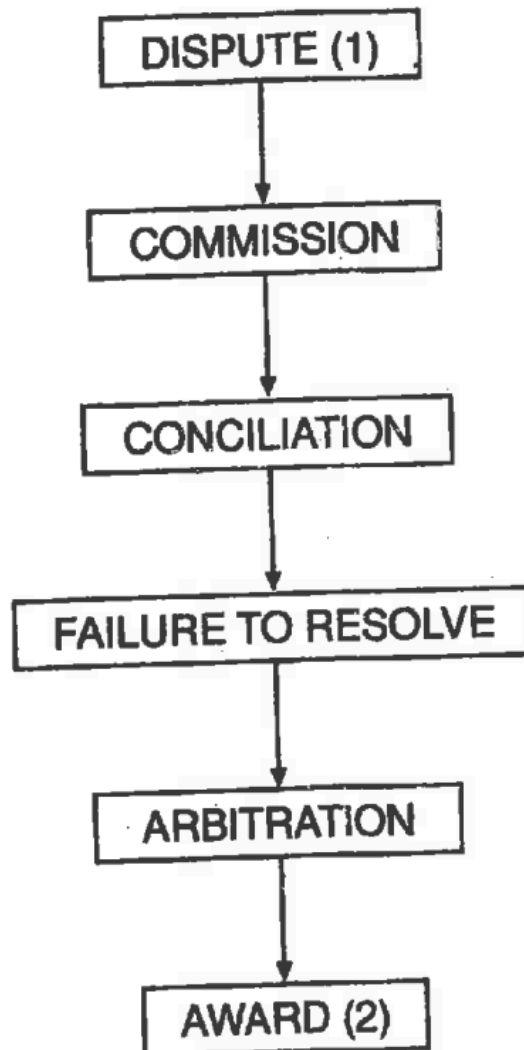 DISPUTE (1)
COMMISSION
CONCILIATION
FAILURE TO RESOLVE
ARBITRATION
AWARD (2)